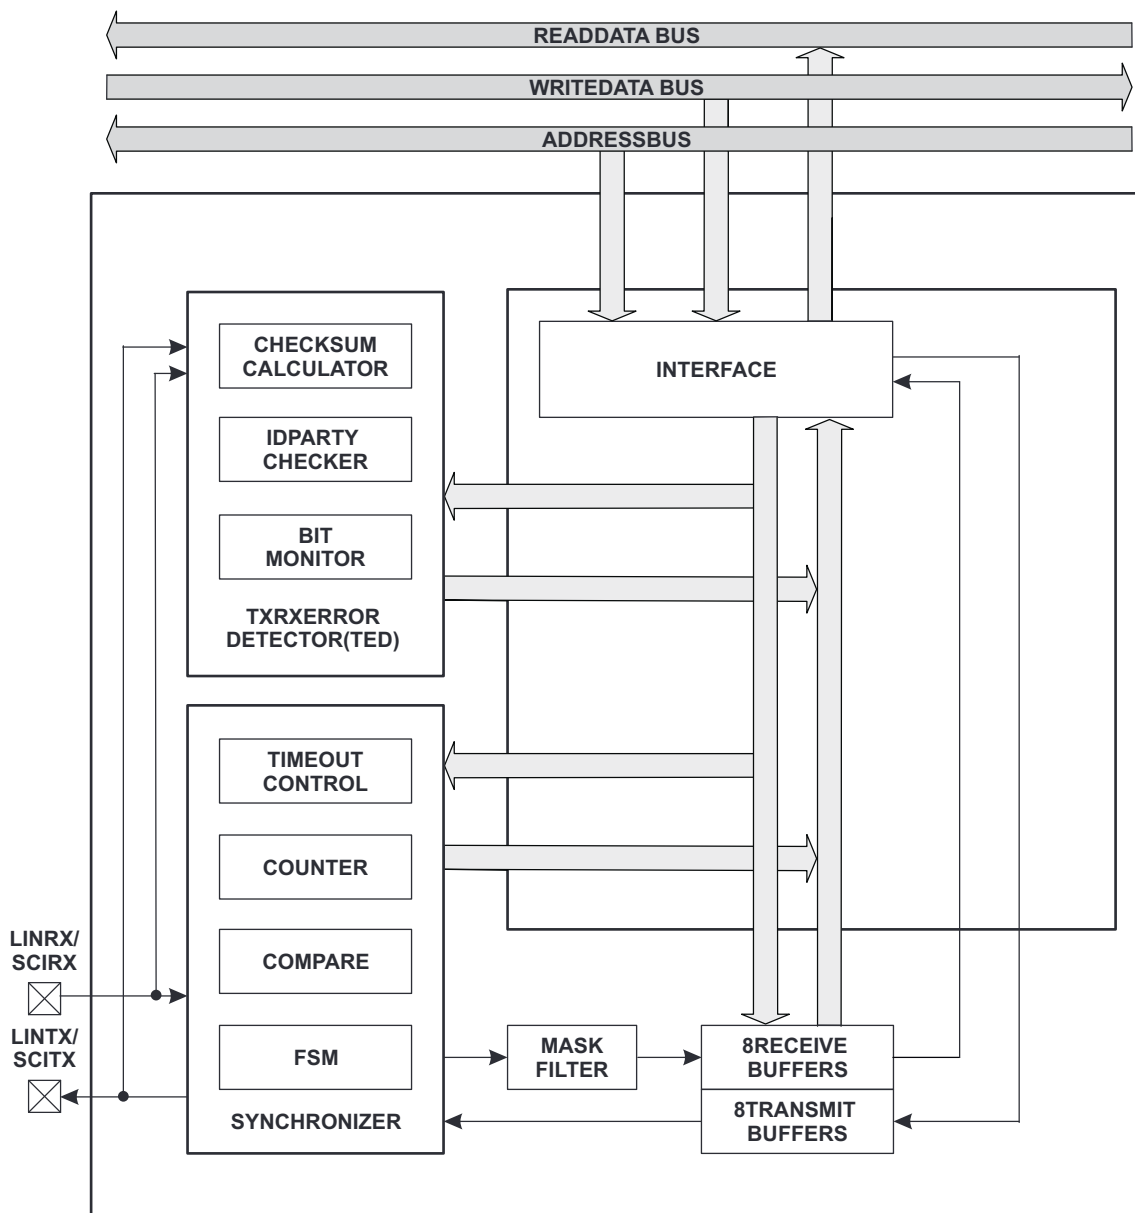 READDATA BUS
WRITEDATA BUS
ADDRESSBUS
CHECKSUM
CALCULATOR
INTERFACE
IDPARTY
CHECKER
BIT
MONITOR
TXRXERROR
DETECTOR(TED)
TIMEOUT
CONTROL
COUNTER
COMPARE
LINRX/
SCIRX
LINTX/
SCITX
FSM
SYNCHRONIZER
MASK
FILTER
8RECEIVE
BUFFERS
8TRANSMIT
BUFFERS